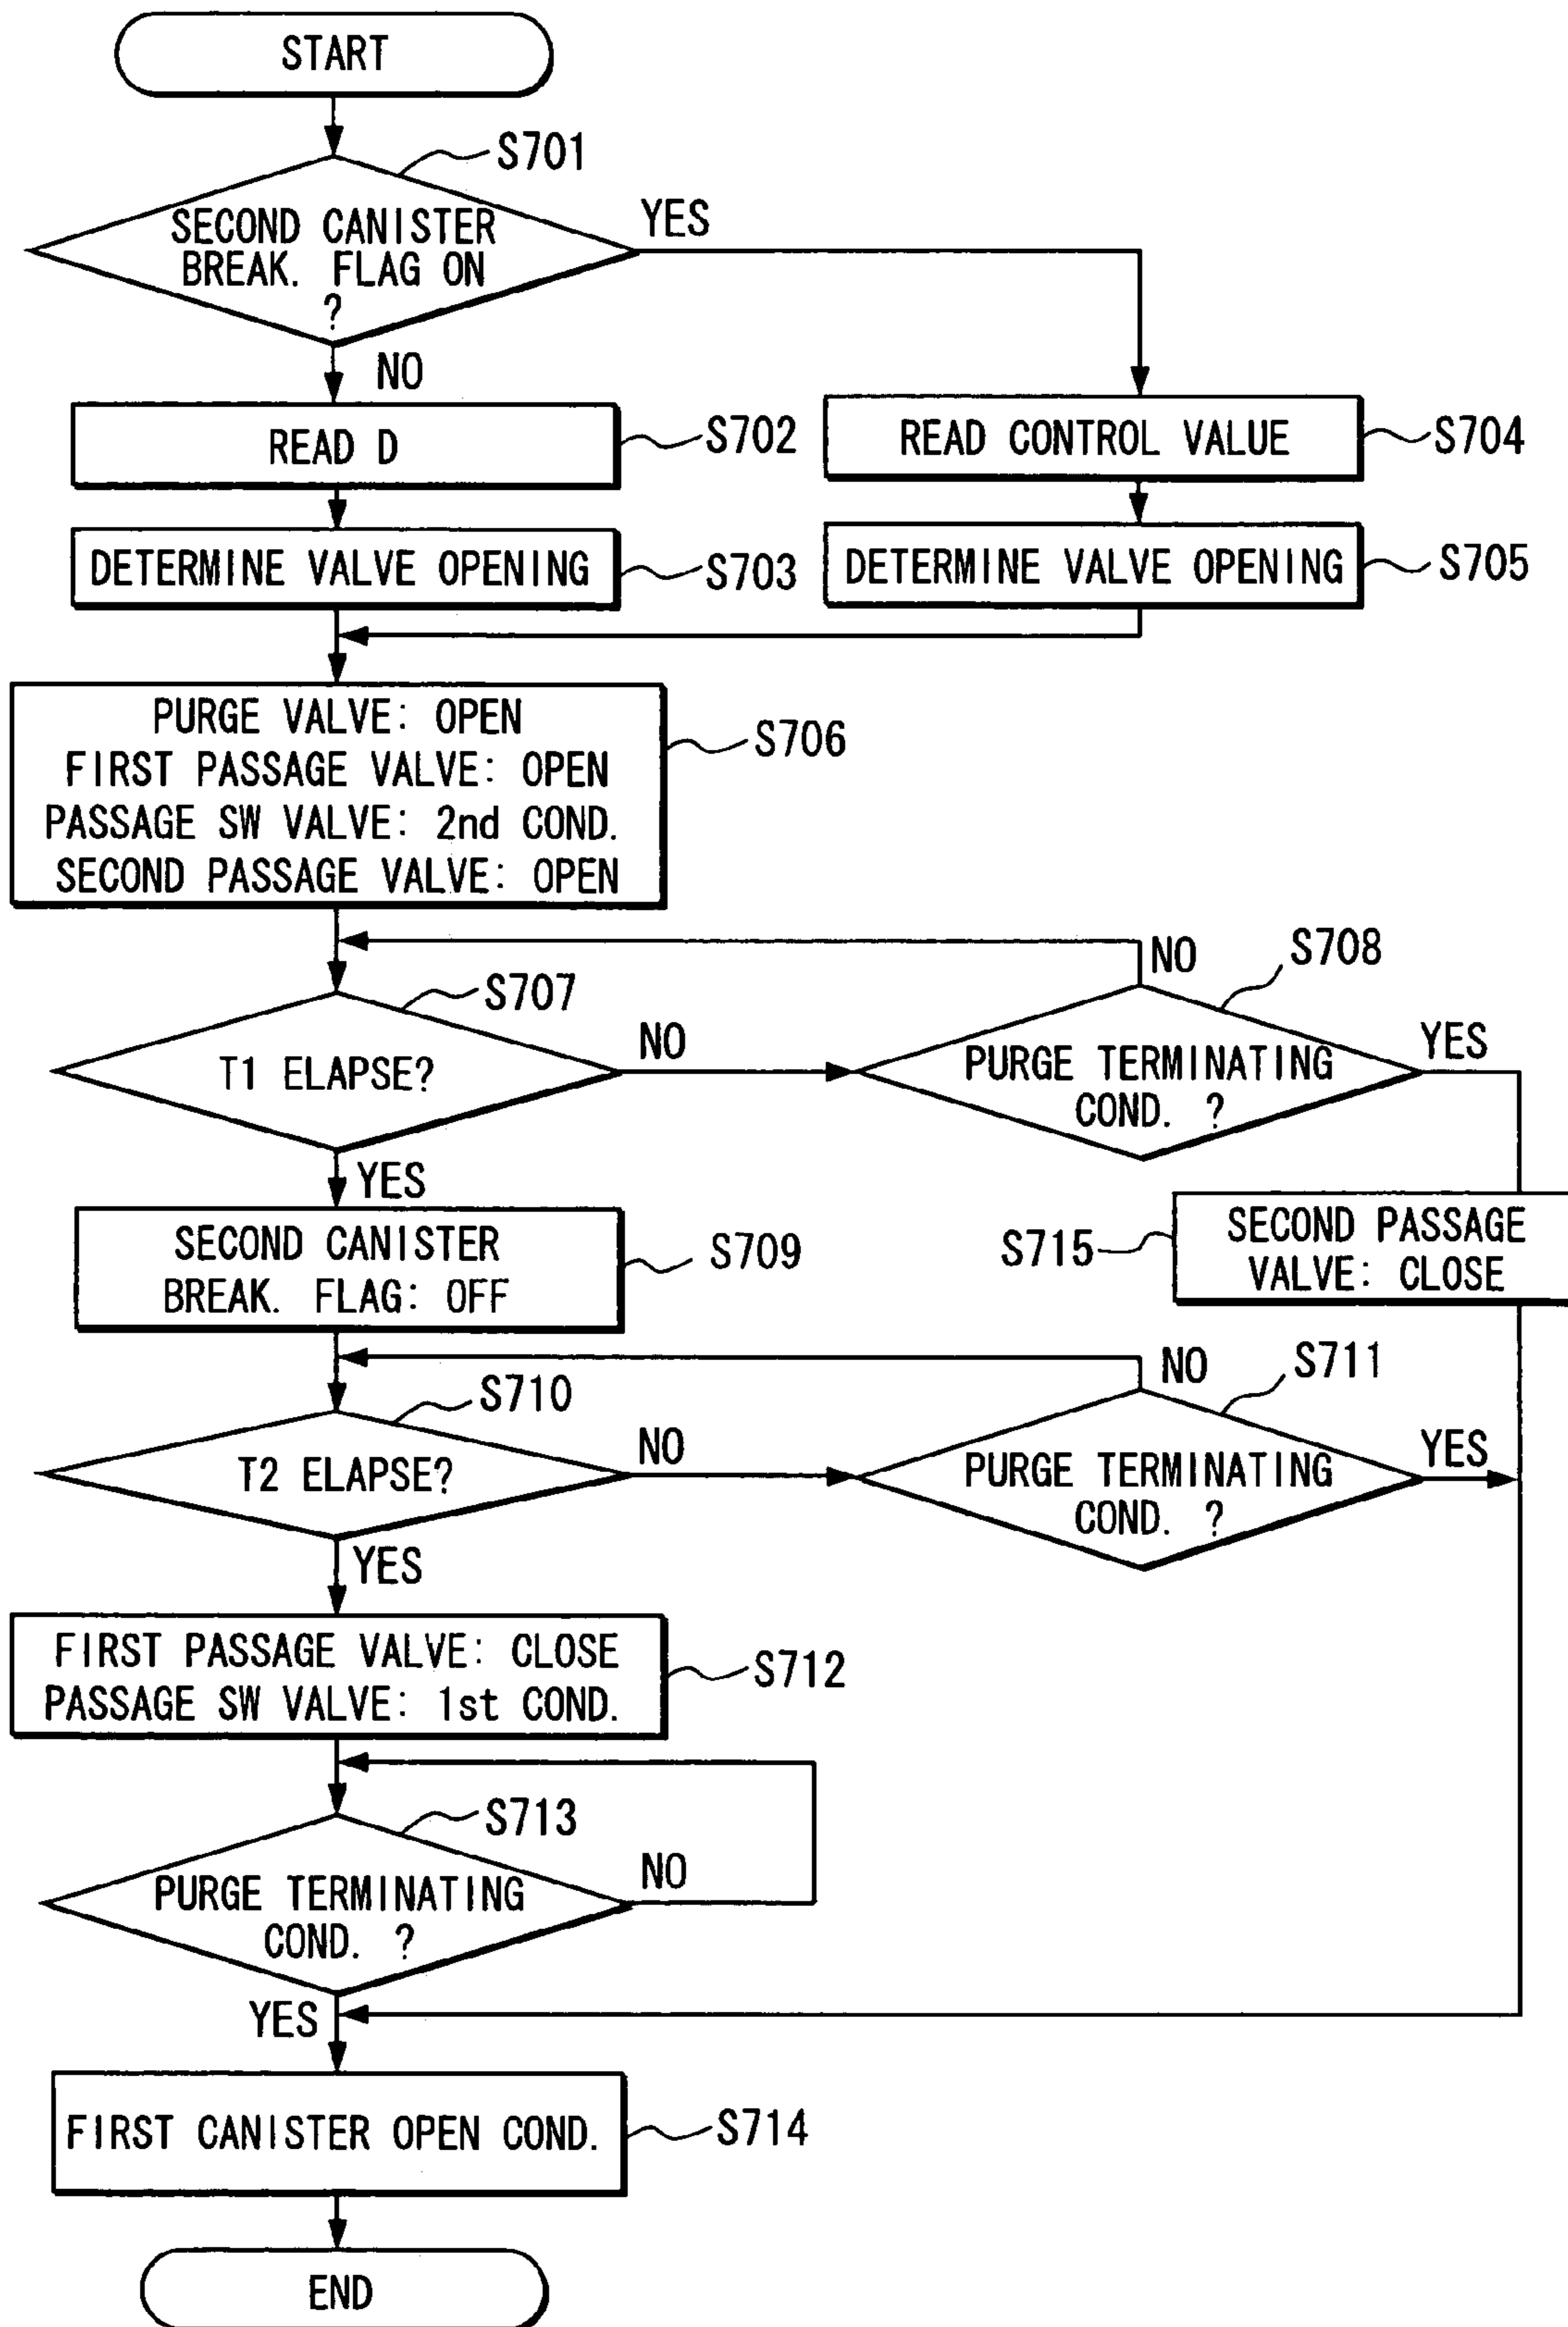 START
S701
SECOND CANISTER
BREAK. FLAG ON
?
YES
NO
READ D
S702
READ CONTROL VALUE
S704
DETERMINE VALVE OPENING
S703
DETERMINE VALVE OPENING
S705
PURGE VALVE: OPEN
FIRST PASSAGE VALVE: OPEN
PASSAGE SW VALVE: 2nd COND.
SECOND PASSAGE VALVE: OPEN
S706
S707
T1 ELAPSE?
NO
YES
S708
NO
PURGE TERMINATING
COND. ?
YES
SECOND CANISTER
BREAK. FLAG: OFF
S709
S715
SECOND PASSAGE
VALVE: CLOSE
S710
T2 ELAPSE?
NO
YES
S711
NO
PURGE TERMINATING
COND. ?
YES
FIRST PASSAGE VALVE: CLOSE
PASSAGE SW VALVE: 1st COND.
S712
S713
PURGE TERMINATING
COND. ?
NO
YES
FIRST CANISTER OPEN COND.
S714
END